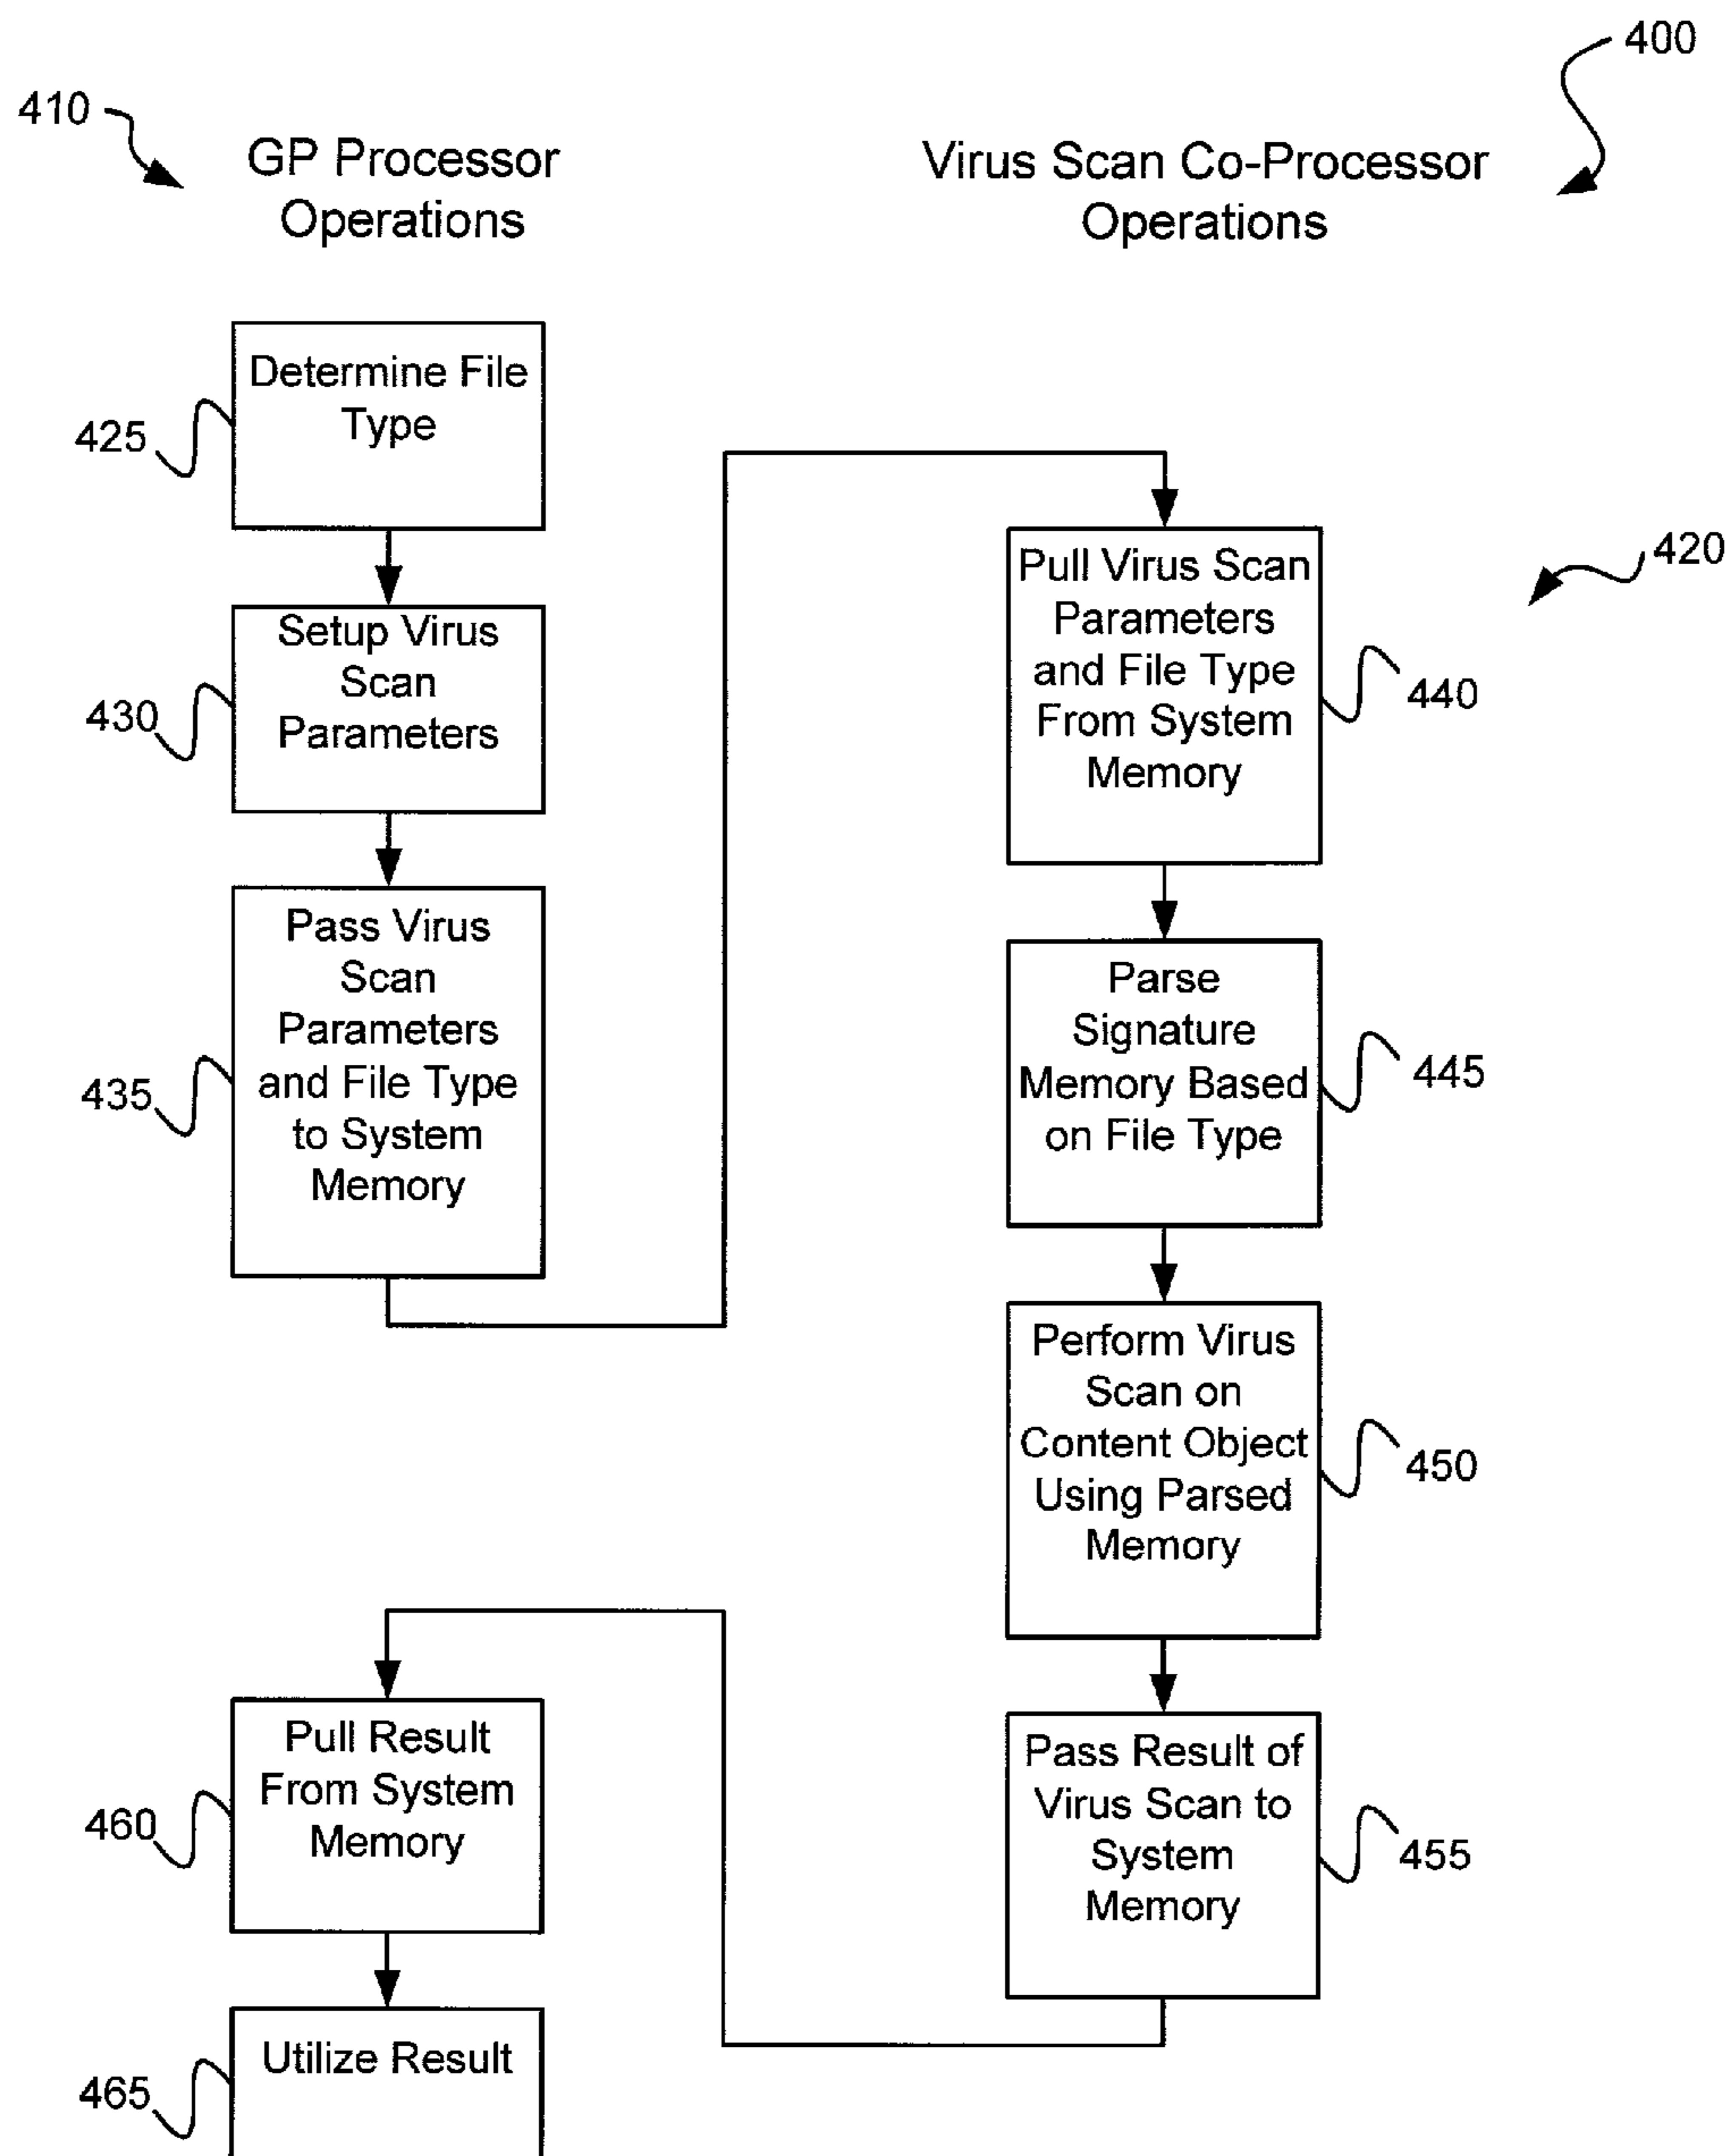 400
410
GP Processor
Operations
Virus Scan Co-Processor
Operations
Determine File
Type
425
Setup Virus
Scan
Parameters
430
Pass Virus
Scan
Parameters
and File Type
to System
Memory
435
420
Pull Virus Scan
Parameters
and File Type
From System
Memory
440
Parse
Signature
Memory Based
on File Type
445
Perform Virus
Scan on
Content Object
Using Parsed
Memory
450
Pass Result of
Virus Scan to
System
Memory
455
Pull Result
From System
Memory
460
Utilize Result
465